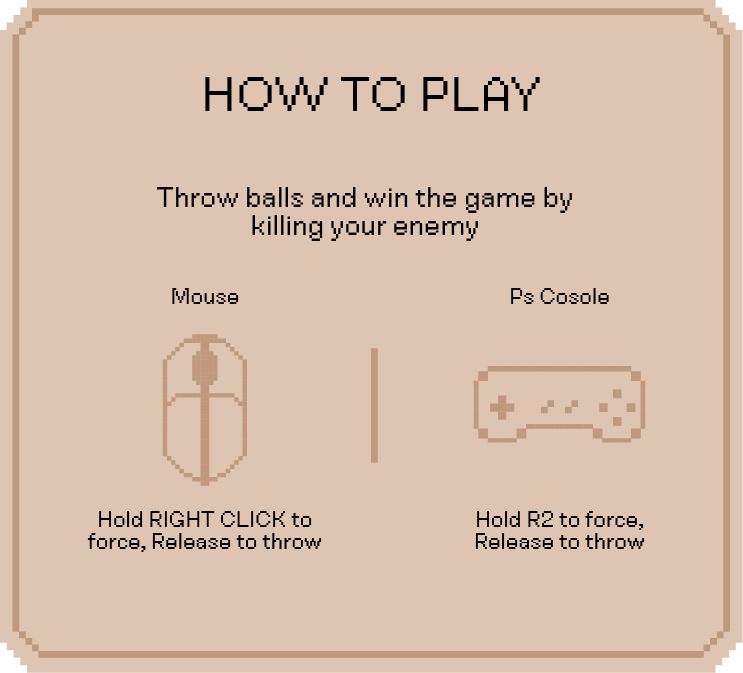 HOW TO PLAY
Throw balls and win the game by
killing your enemy
Mouse
Ps Cosole
Hold RIGHT CLICK to
force, Release to throw
Hold R2 to force,
Release to throw